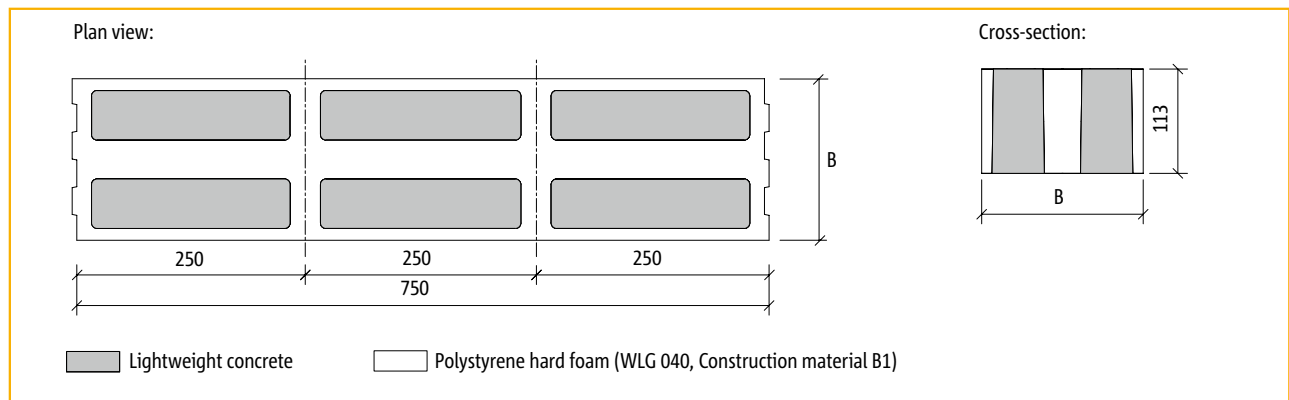 Plan view:
Cross-section:
B
113
B
250
250
250
750
Lightweight concrete
Polystyrene hard foam (WLG 040, Construction material B1)